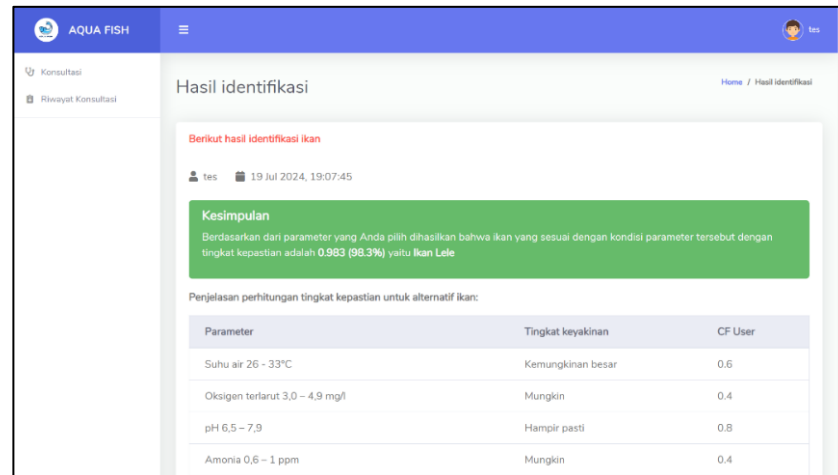 AQUA FISH
tes
Konsultasi
Riwayat Konsultasi
Hasil identifikasi
Home / Hasil identifikasi
Berikut hasil identifikasi ikan
tes 19 Jul 2024, 19:07:45
Kesimpulan
Berdasarkan dari parameter yang Anda pilih dihasilkan bahwa ikan yang sesuai dengan kondisi parameter tersebut dengan
tingkat kepastian adalah 0.983 (98.3%) yaitu Ikan Lele
Penjelasan perhitungan tingkat kepastian untuk alternatif ikan:
Parameter Tingkat keyakinan CF User
Suhu air 26 - 33°C Kemungkinan besar 0.6
Oksigen terlarut 3,0 – 4,9 mg/l Mungkin 0.4
pH 6,5 – 7,9 Hampir pasti 0.8
Amonia 0,6 – 1 ppm Mungkin 0.4